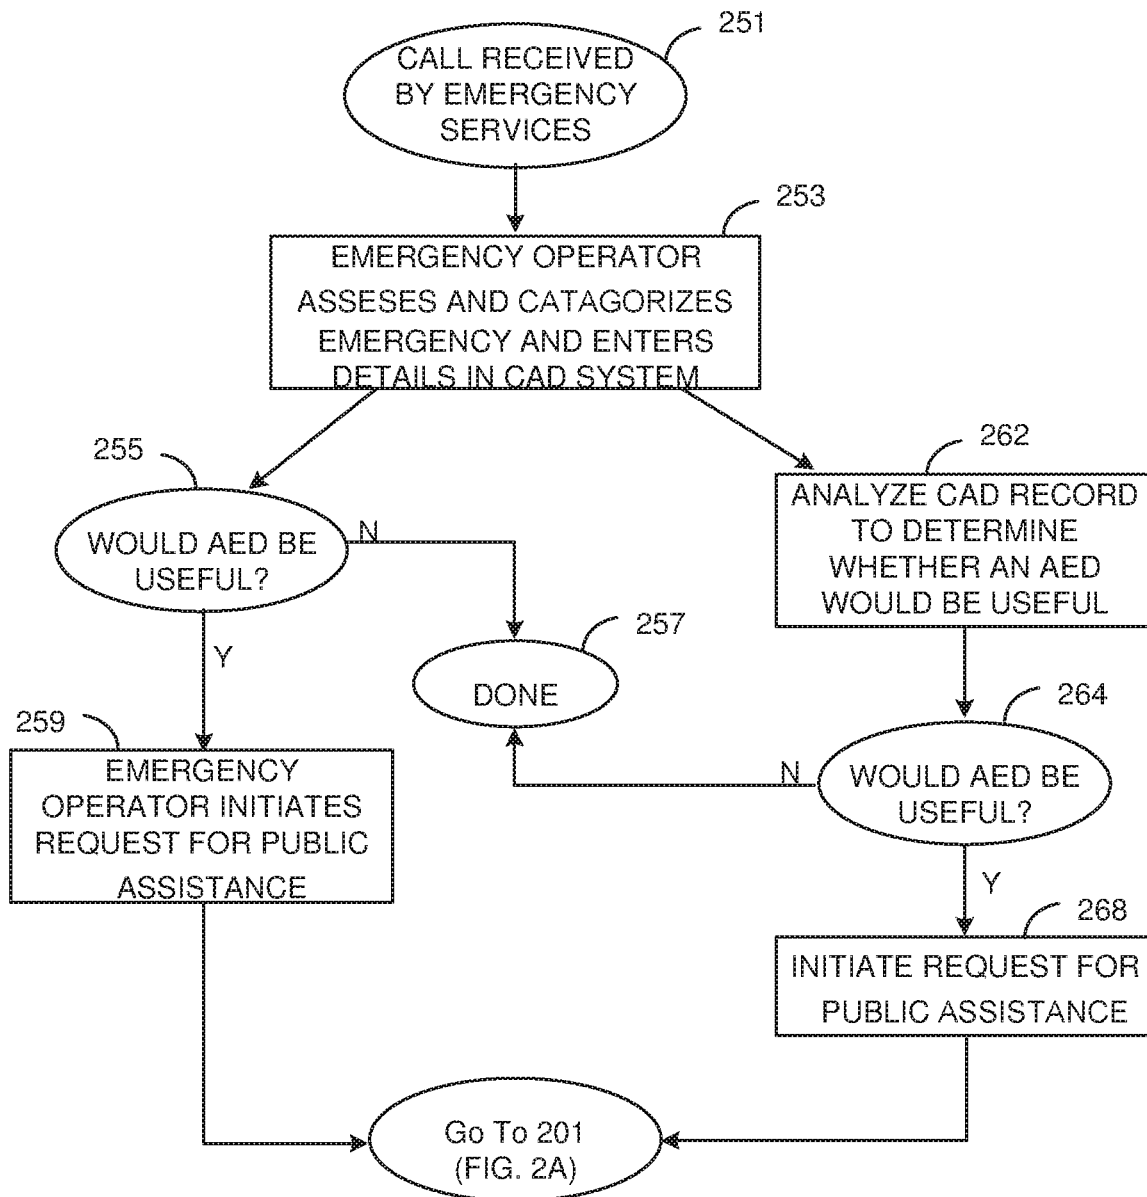 251
CALL RECEIVED
BY EMERGENCY
SERVICES
253
EMERGENCY OPERATOR
ASSESES AND CATAGORIZES
EMERGENCY AND ENTERS
DETAILS IN CAD SYSTEM
255
WOULD AED BE
USEFUL?
N
Y
262
ANALYZE CAD RECORD
TO DETERMINE
WHETHER AN AED
WOULD BE USEFUL
257
DONE
264
WOULD AED BE
USEFUL?
N
Y
259
EMERGENCY
OPERATOR INITIATES
REQUEST FOR PUBLIC
ASSISTANCE
268
INITIATE REQUEST FOR
PUBLIC ASSISTANCE
Go To 201
(FIG. 2A)